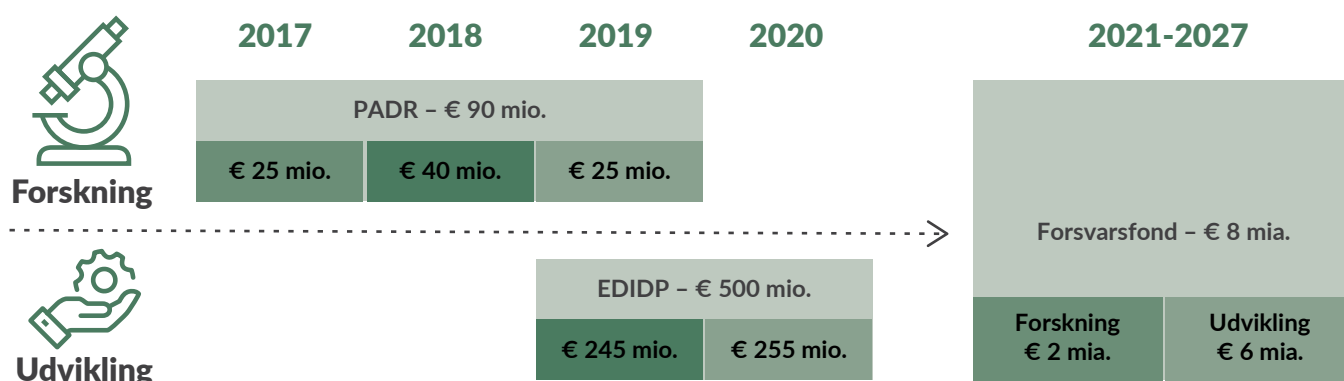 2017 2018 2019 2020 2021-2027
PADR – € 90 mio.
€ 25 mio. € 40 mio. € 25 mio.
Forskning
Forsvarsfond – € 8 mia.
EDIDP – € 500 mio.
€ 245 mio. € 255 mio.
Forskning
€ 2 mia.
Udvikling
€ 6 mia.
Udvikling